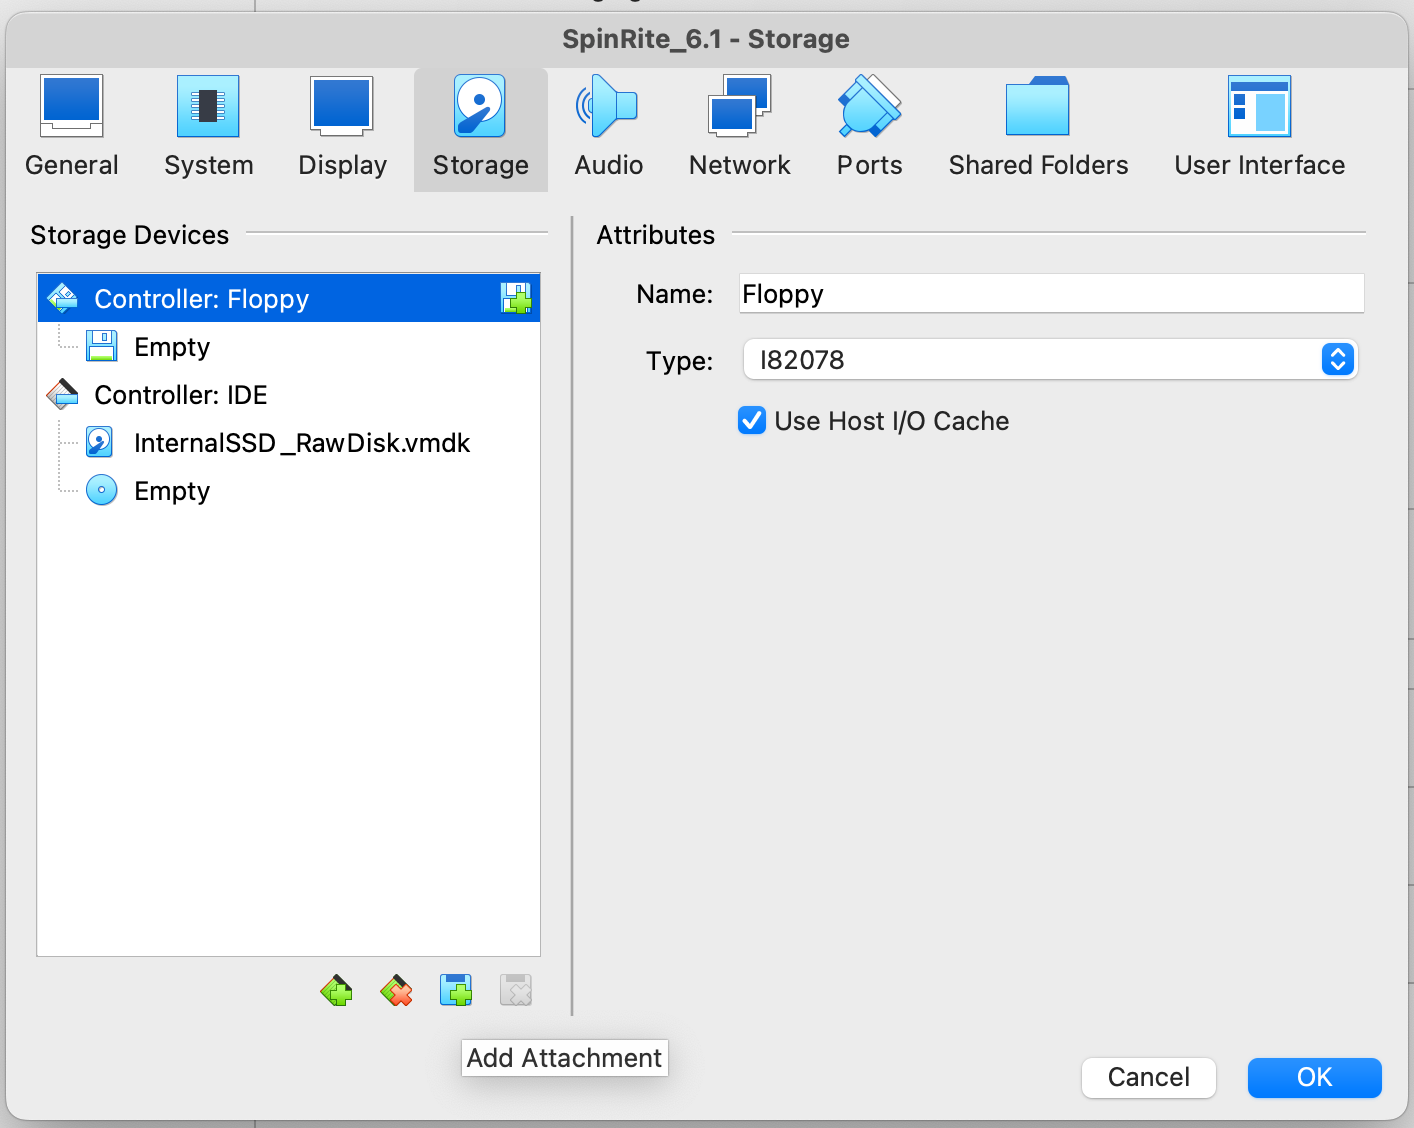 SpinRite_6.1 - Storage
General System Display Storage Audio Network Ports Shared Folders User Interface
Storage Devices
Controller: Floppy
Empty
Controller: IDE
InternalSSD_RawDisk.vmdk
Empty
Attributes
Name: Floppy
Type: I82078
Use Host I/O Cache
Add Attachment
Cancel OK